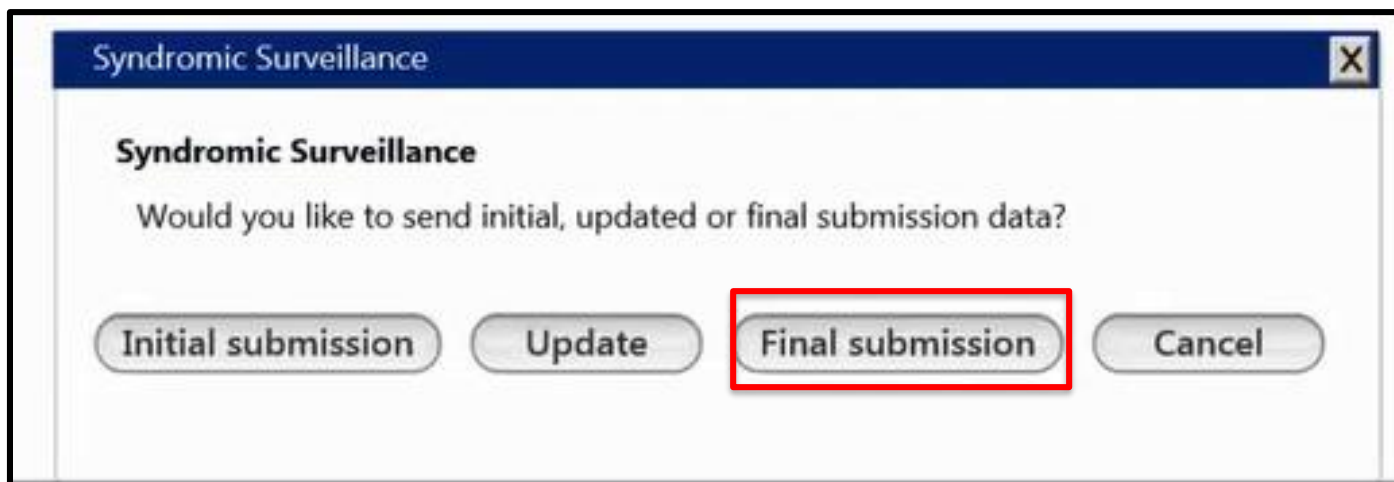 Syndromic Surveillance
X
Syndromic Surveillance
Would you like to send initial, updated or final submission data?
Initial submission Update Final submission Cancel